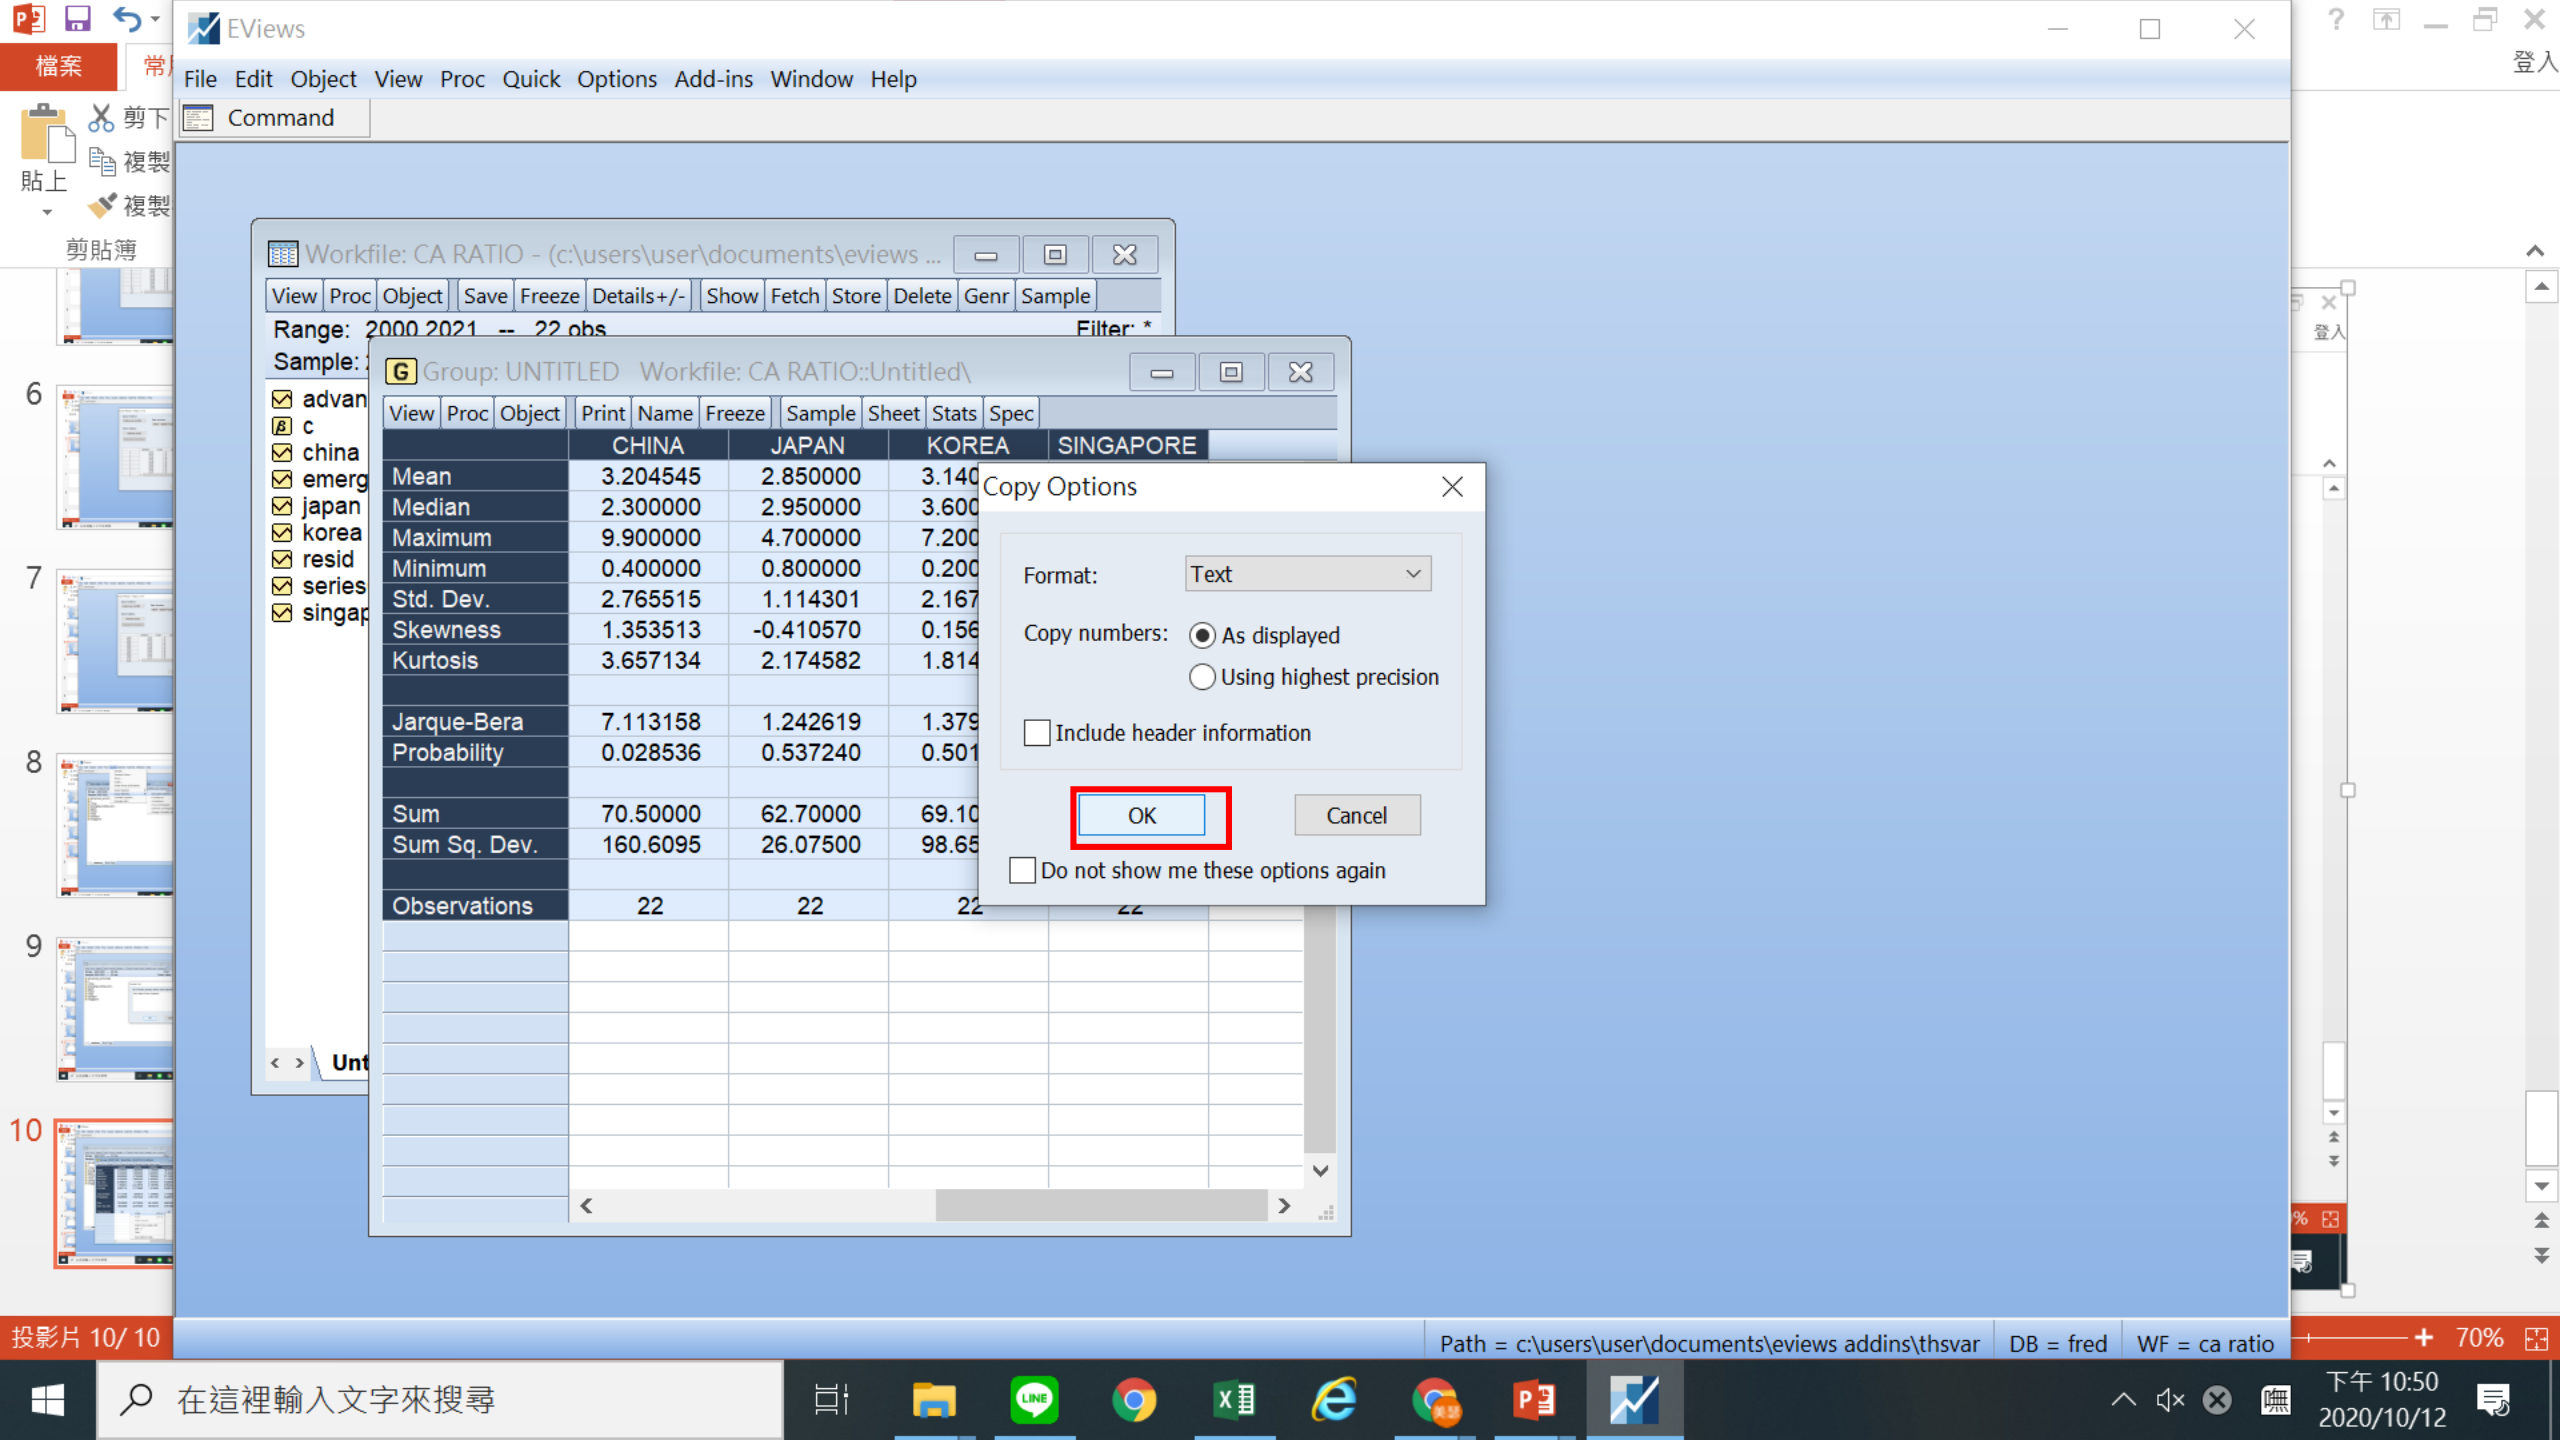 EViews
登入
檔案
常用
File Edit Object View Proc Quick Options Add-ins Window Help
Command
剪下
複製
貼上
複製
剪貼簿
Workfile: CA RATIO - (c:\users\user\documents\eviews ...
View Proc Object Save Freeze Details+/- Show Fetch Store Delete Genr Sample
Range: 2000 2021 -- 22 obs Filter: *
Sample:
登入
Group: UNTITLED Workfile: CA RATIO::Untitled\
View Proc Object Print Name Freeze Sample Sheet Stats Spec
advan
c
china
emerg
japan
korea
resid
series
singap
CHINA JAPAN KOREA SINGAPORE
Mean 3.204545 2.850000 3.140
Median 2.300000 2.950000 3.600
Maximum 9.900000 4.700000 7.200
Minimum 0.400000 0.800000 0.200
Std. Dev. 2.765515 1.114301 2.167
Skewness 1.353513 -0.410570 0.156
Kurtosis 3.657134 2.174582 1.814
Jarque-Bera 7.113158 1.242619 1.379
Probability 0.028536 0.537240 0.501
Sum 70.50000 62.70000 69.10
Sum Sq. Dev. 160.6095 26.07500 98.65
Observations 22 22 22 22
Copy Options
Format: Text
Copy numbers: As displayed
Using highest precision
Include header information
OK Cancel
Do not show me these options again
Unt
6
7
8
9
10
%
投影片 10/ 10
Path = c:\users\user\documents\eviews addins\thsvar DB = fred WF = ca ratio
70%
在這裡輸入文字來搜尋
LINE
美慧
嘸
下午 10:50
2020/10/12